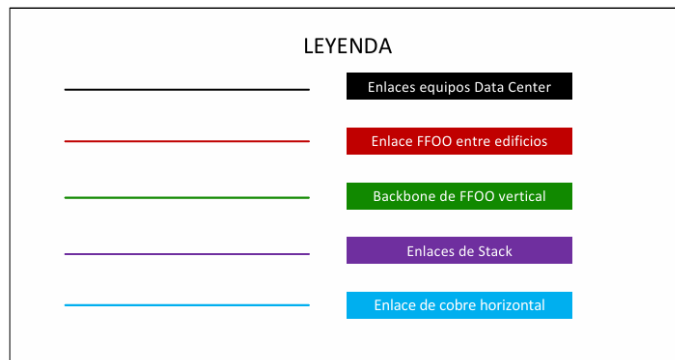 LEYENDA
Enlaces equipos Data Center
Enlace FFOO entre edificios
Backbone de FFOO vertical
Enlaces de Stack
Enlace de cobre horizontal